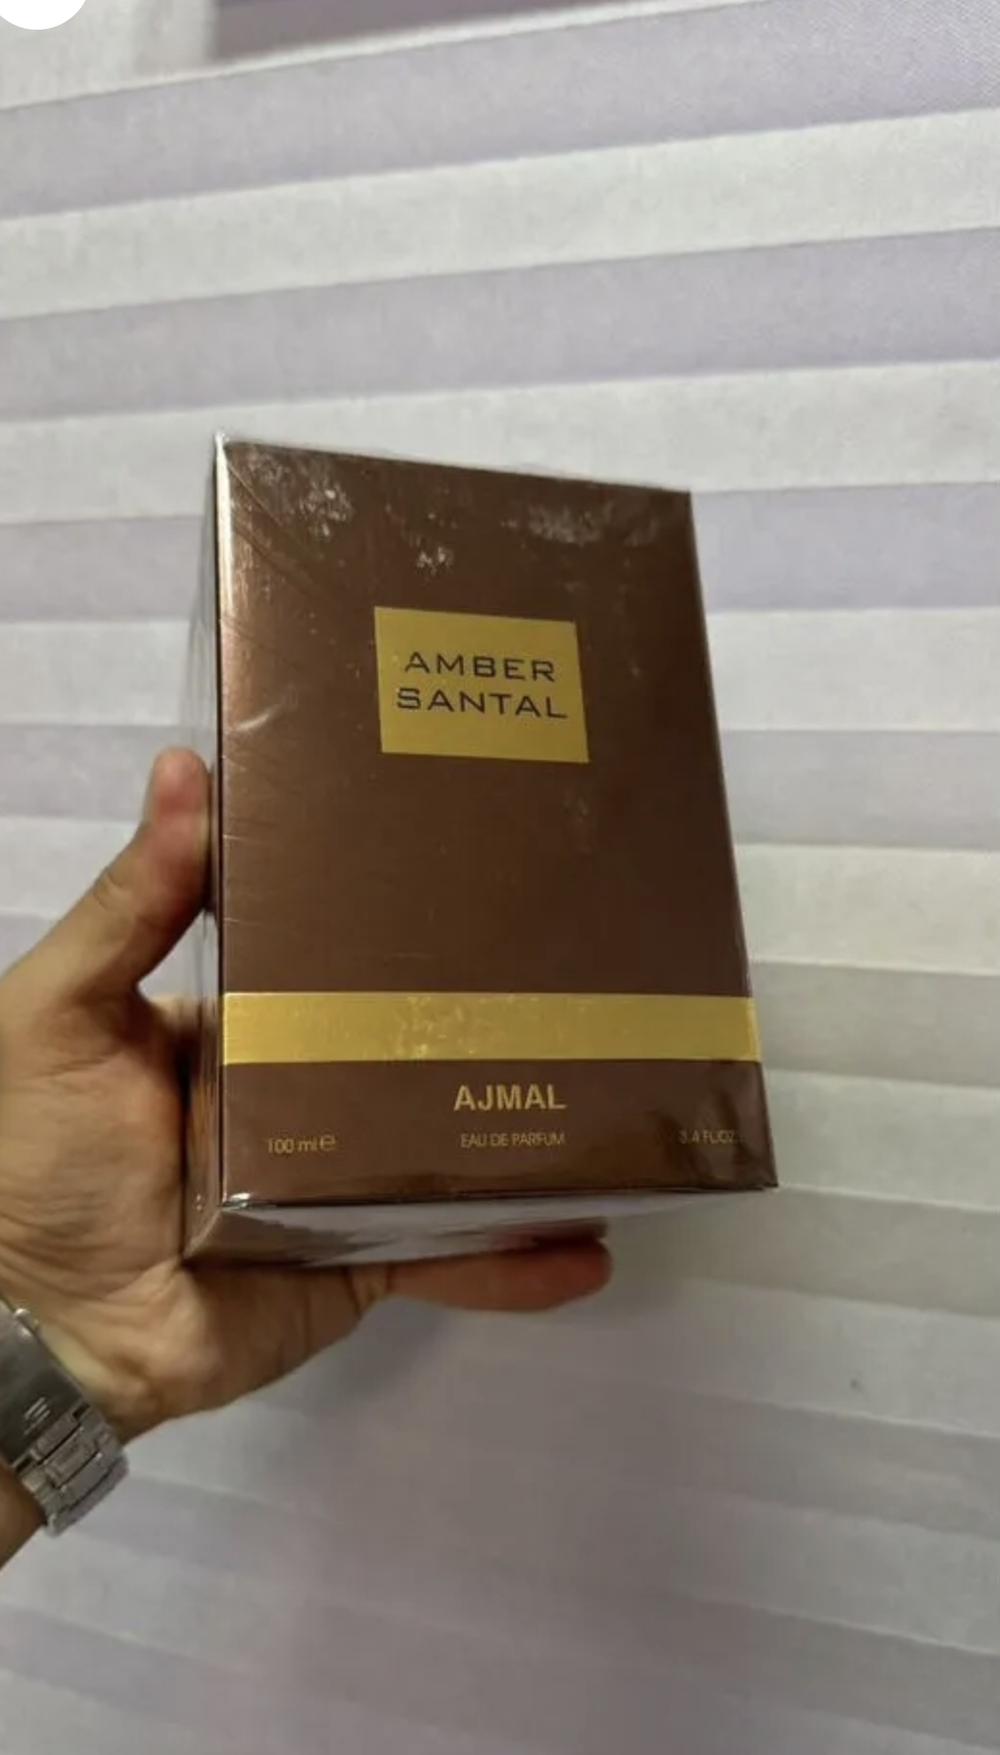 AMBER
SANTAL
AJMAL
100 ml e EAU DE PARFUM 3.4 FL.OZ.